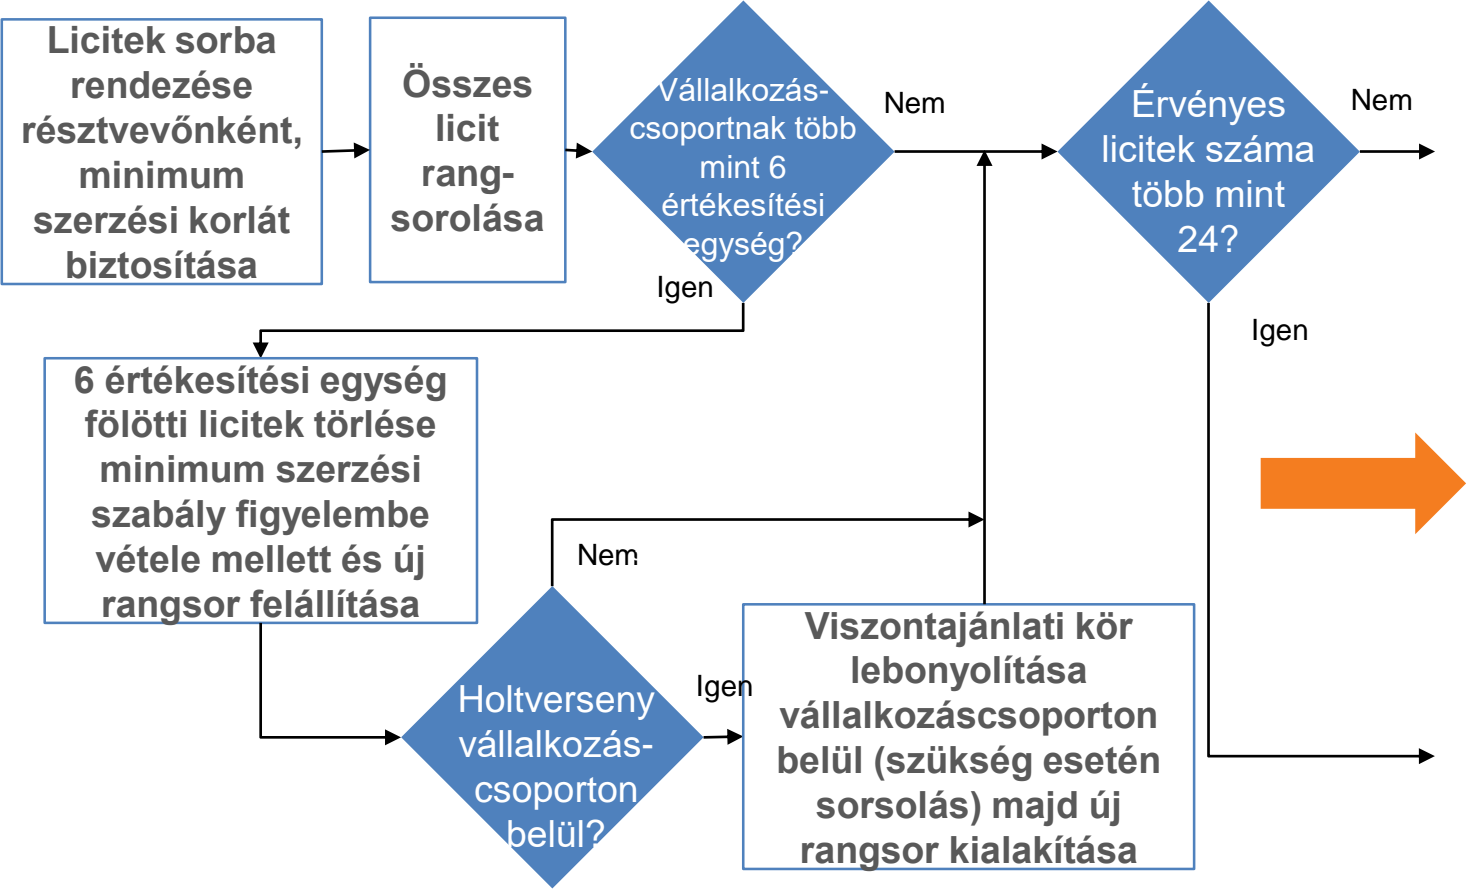 Licitek sorba
rendezése
résztvevőnként,
minimum
szerzési korlát
biztosítása
Összes
licit
rang-
sorolása
Vállalkozás-
csoportnak több
mint 6
értékesítési
egység?
Nem
Igen
Érvényes
licitek száma
több mint
24?
Nem
Igen
6 értékesítési egység
fölötti licitek törlése
minimum szerzési
szabály figyelembe
vétele mellett és új
rangsor felállítása
Holtverseny
vállalkozás-
csoporton
belül?
Nem
Igen
Viszontajánlati kör
lebonyolítása
vállalkozáscsoporton
belül (szükség esetén
sorsolás) majd új
rangsor kialakítása